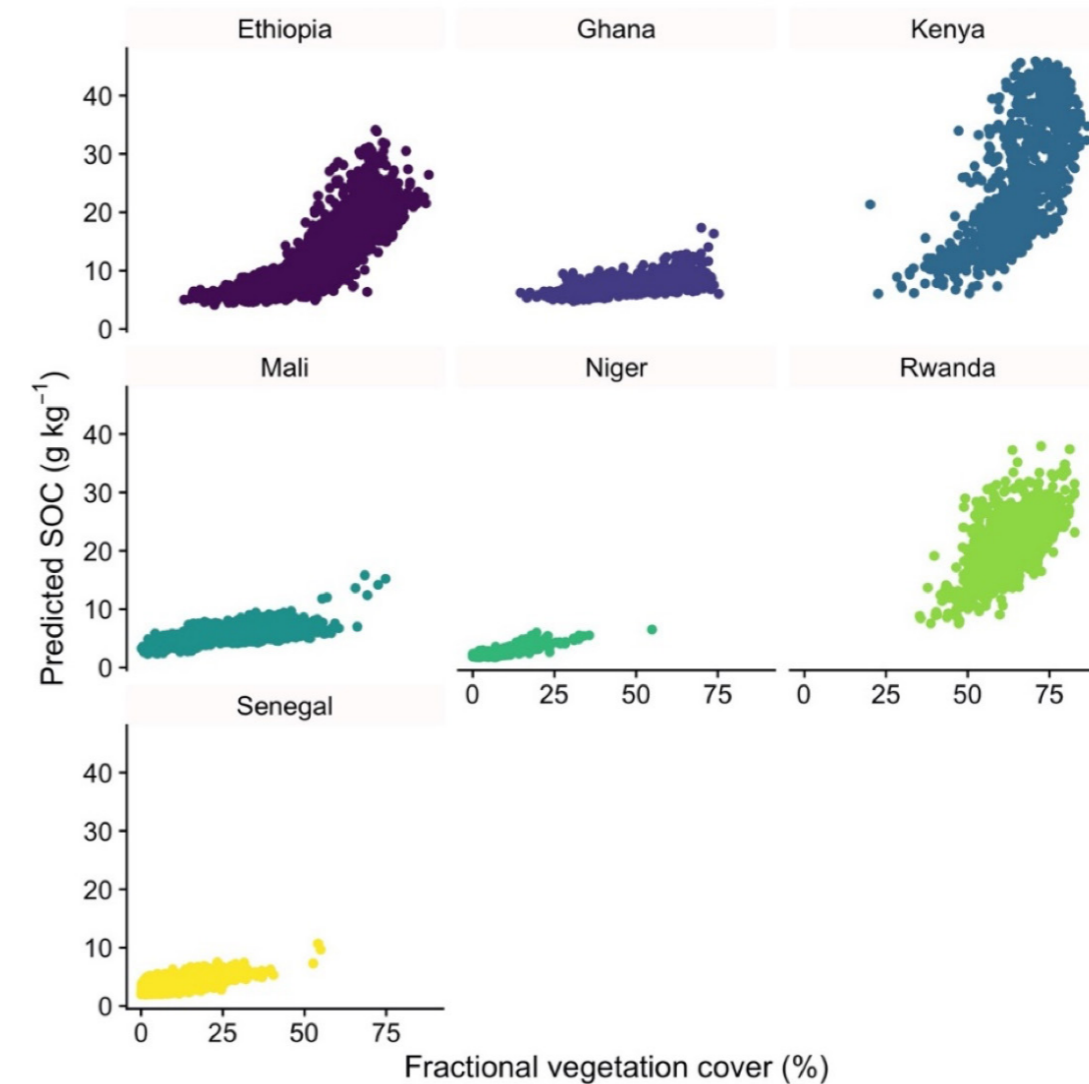 Ethiopia Ghana Kenya
40
30
20
10
0
Mali Niger Rwanda
40
30
20
10
0
0 25 50 75 0 25 50 75
Senegal
40
30
20
10
0
0 25 50 75
Predicted SOC (g kg⁻¹)
Fractional vegetation cover (%)